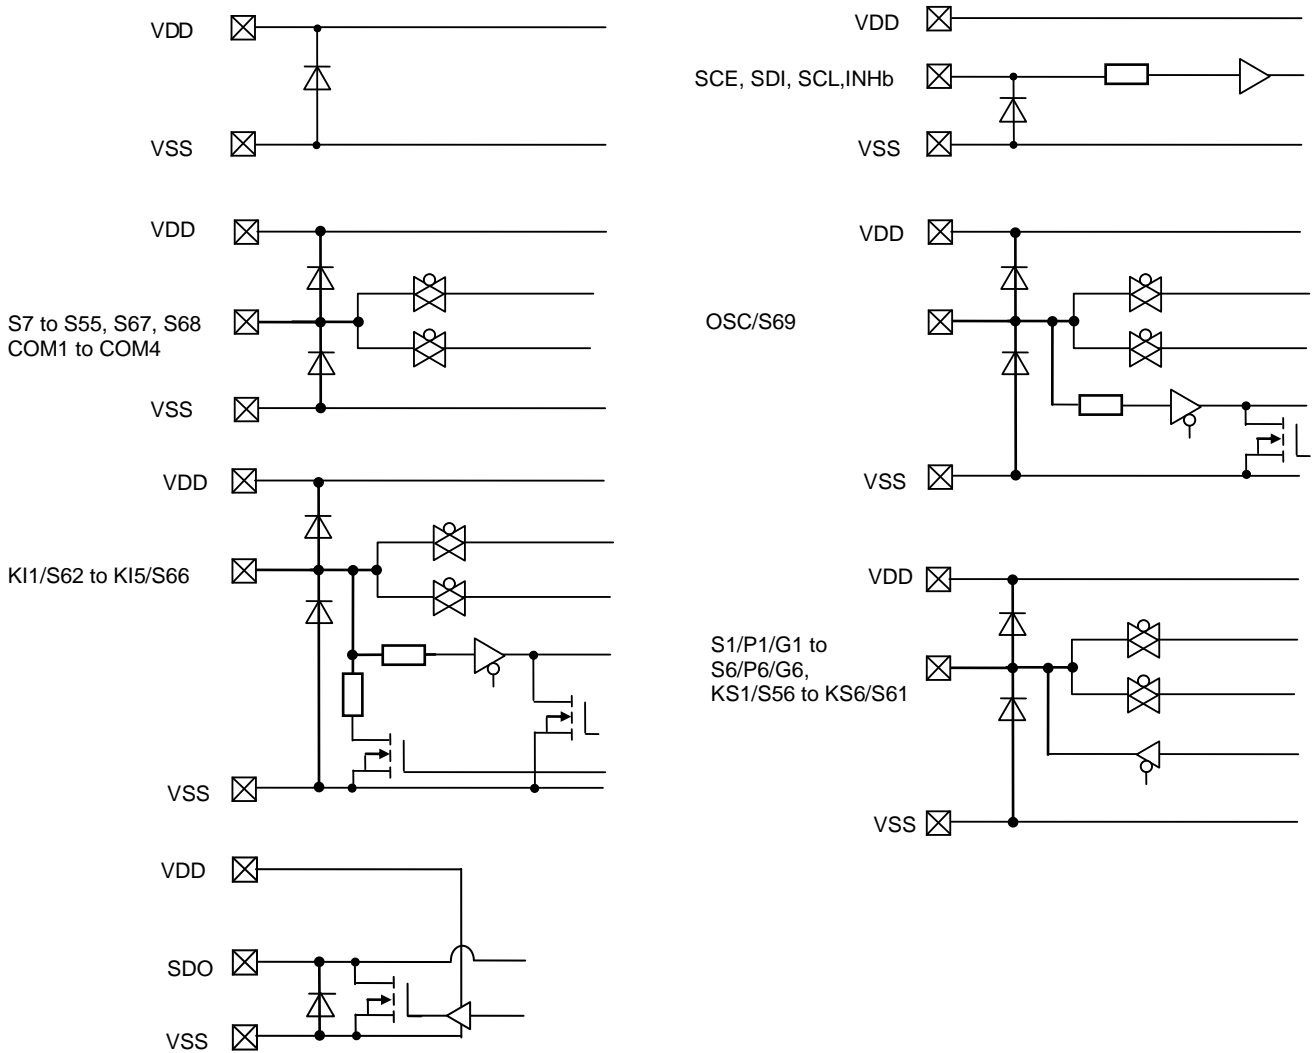 VDD
VSS
VDD
SCE, SDI, SCL,INHb
VSS
VDD
S7 to S55, S67, S68
COM1 to COM4
VSS
VDD
OSC/S69
VSS
VDD
KI1/S62 to KI5/S66
VSS
VDD
S1/P1/G1 to
S6/P6/G6,
KS1/S56 to KS6/S61
VSS
VDD
SDO
VSS